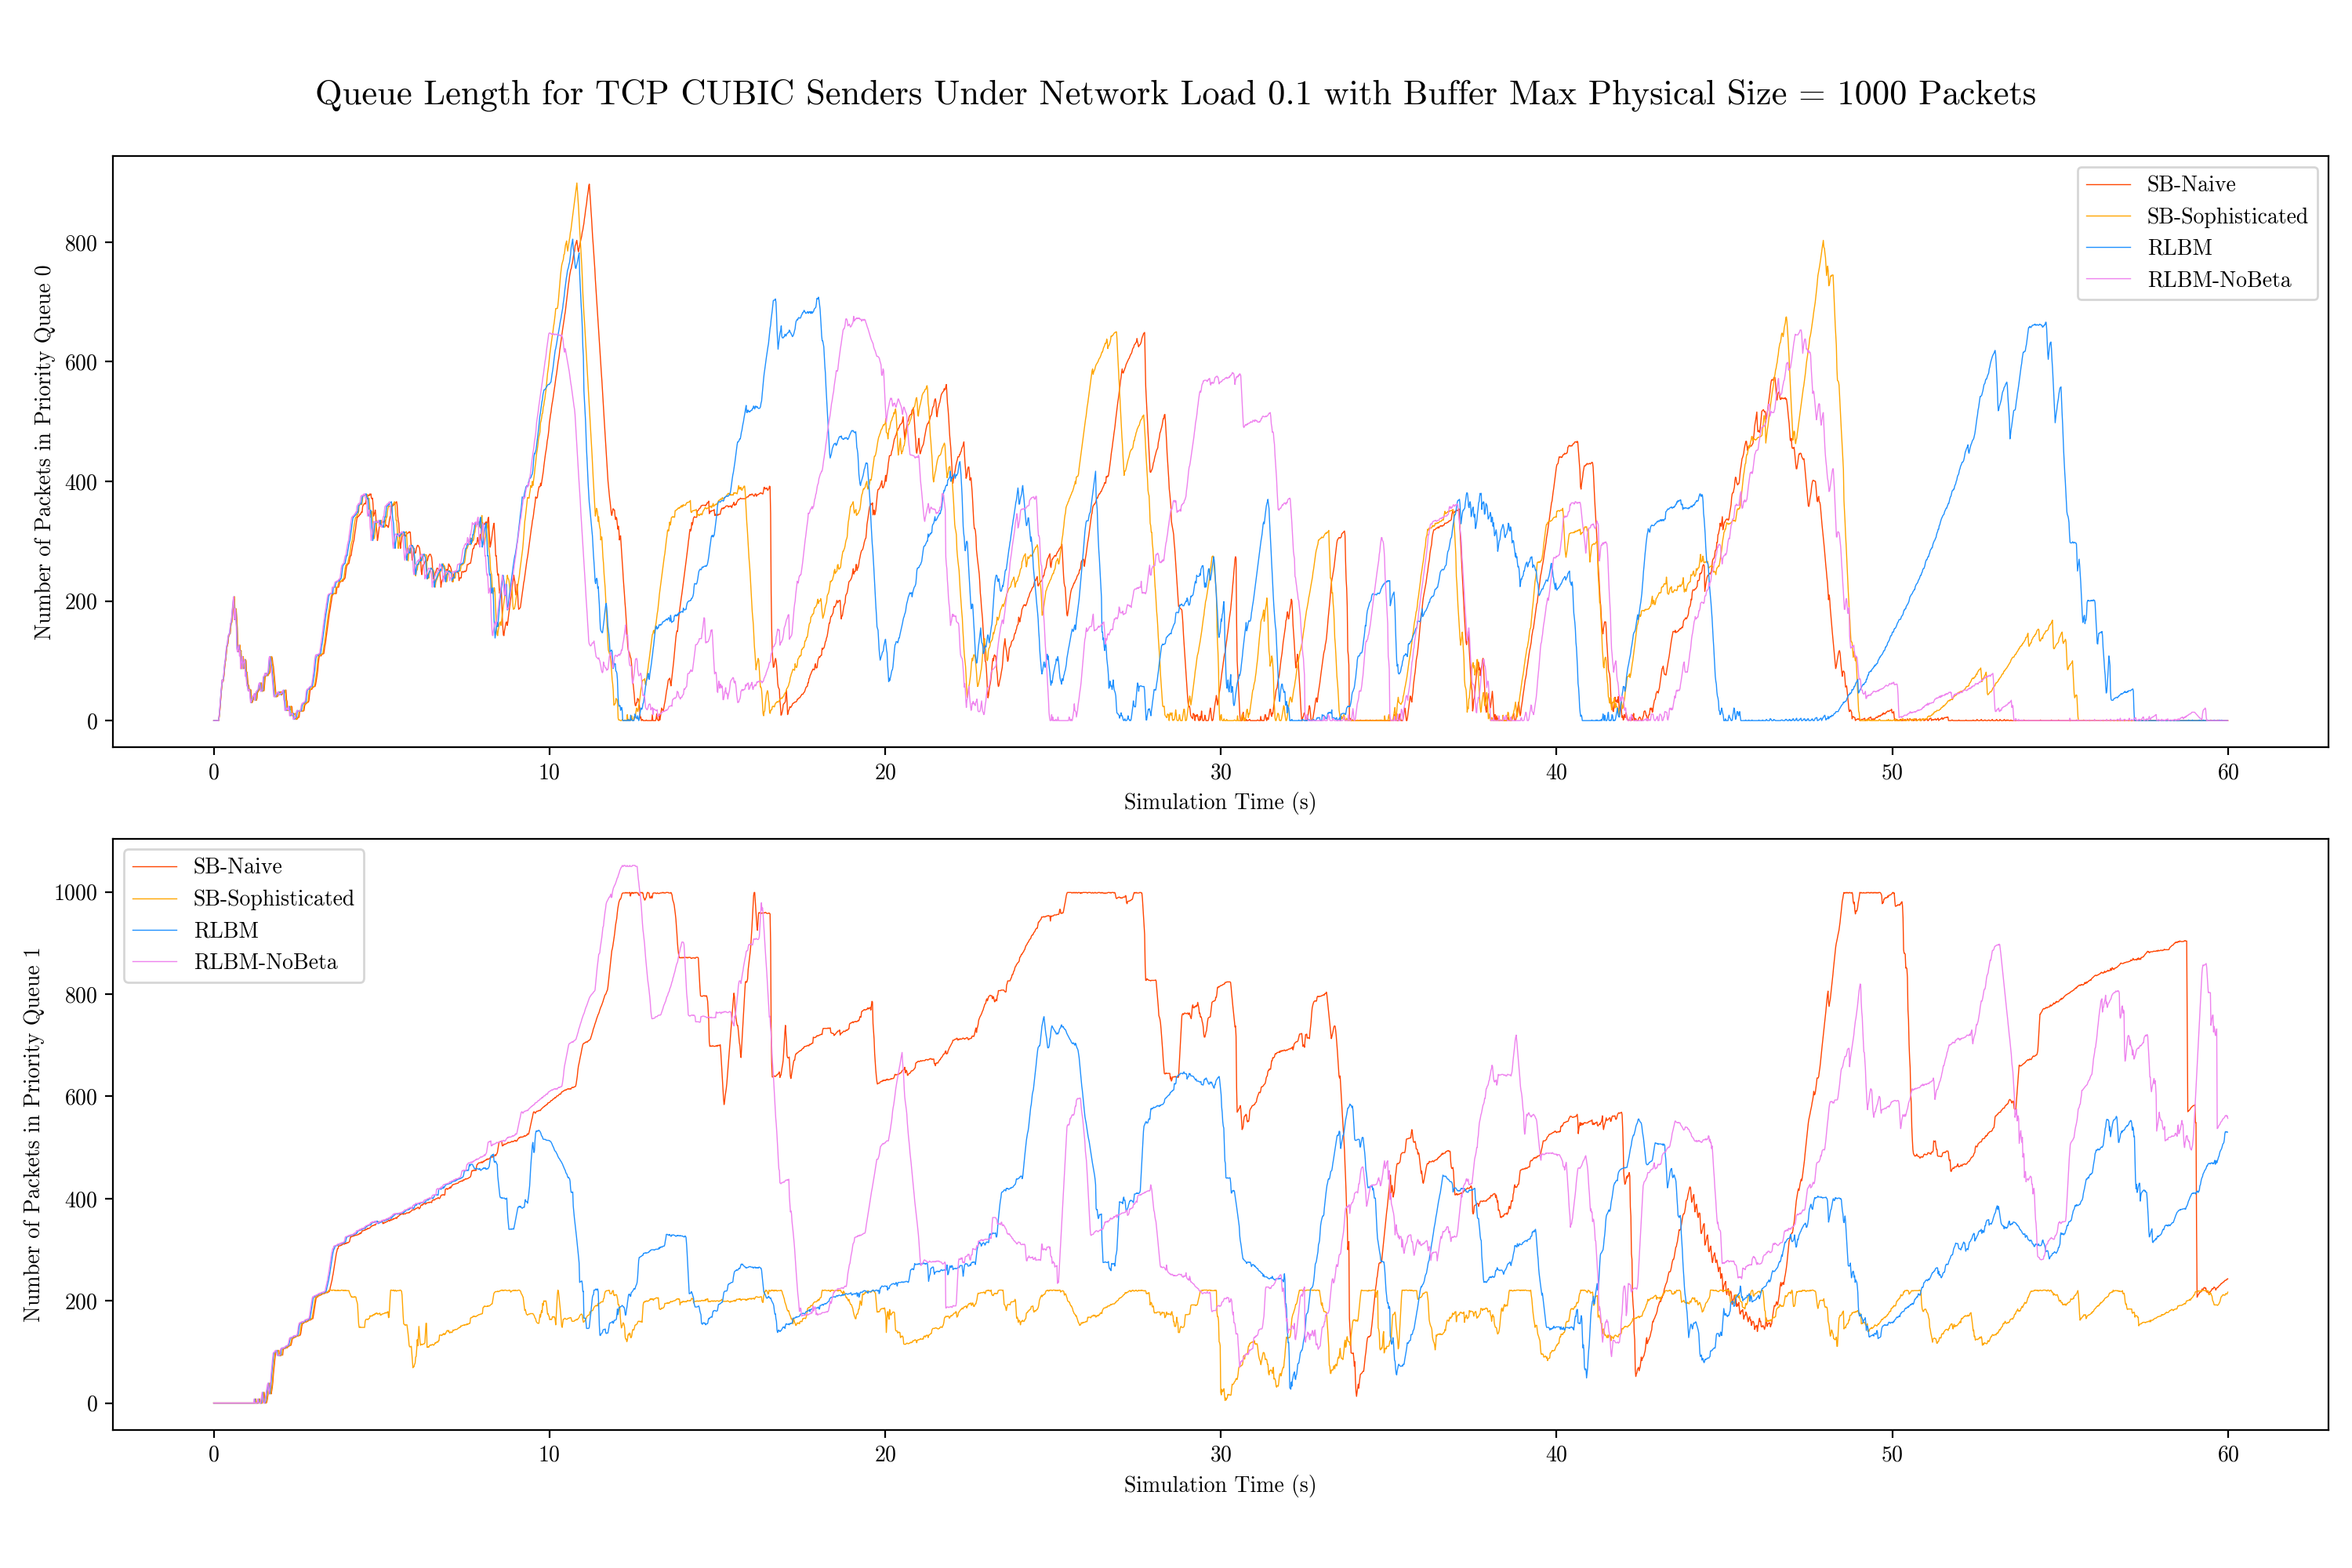 Queue Length for TCP CUBIC Senders Under Network Load 0.1 with Buffer Max Physical Size = 1000 Packets
Number of Packets in Priority Queue 0
800
600
400
200
0
SB-Naive
SB-Sophisticated
RLBM
RLBM-NoBeta
0 10 20 30 40 50 60
Simulation Time (s)
Number of Packets in Priority Queue 1
1000
800
600
400
200
0
SB-Naive
SB-Sophisticated
RLBM
RLBM-NoBeta
0 10 20 30 40 50 60
Simulation Time (s)